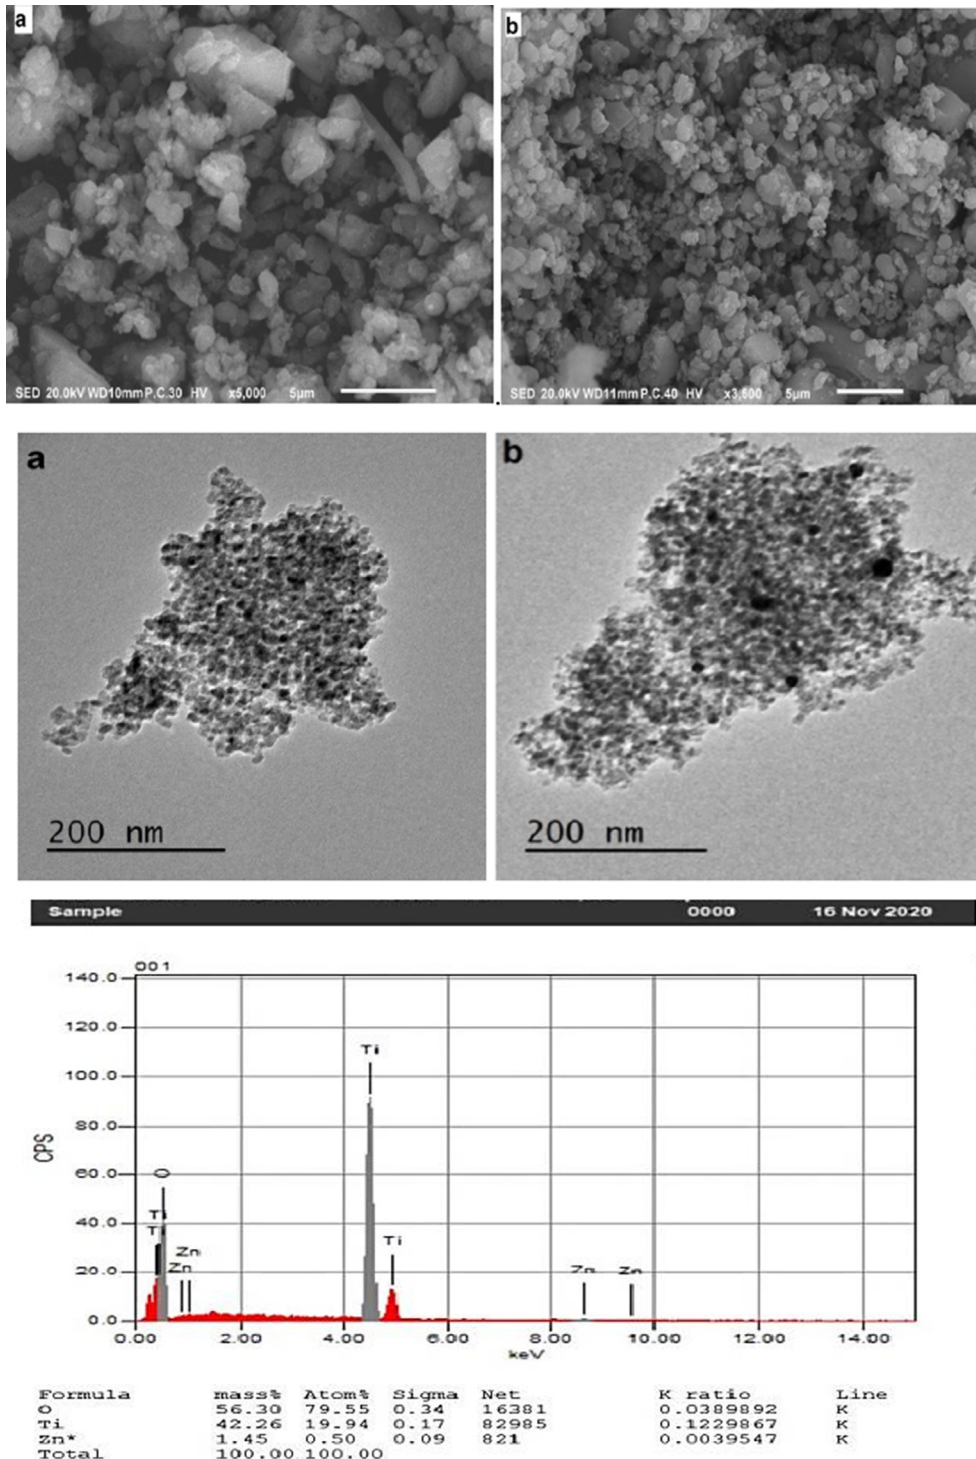 a
b
SED 20.0kV WD10mm P.C.30 HV x5,000 5µm
SED 20.0kV WD11mm P.C.40 HV x3,500 5µm
a
b
200 nm
200 nm
Sample 0000 16 Nov 2020
001
140.0
120.0
100.0
80.0
60.0
40.0
20.0
0.0
CPS
Ti
O
Ti
Ti
Zn
Zn
Ti
Zn
Zn
0.00 2.00 4.00 6.00 8.00 10.00 12.00 14.00
keV
Formula mass% Atom% Sigma Net K ratio Line
O 56.30 79.55 0.34 16381 0.0389892 K
Ti 42.26 19.94 0.17 82985 0.1229867 K
Zn* 1.45 0.50 0.09 821 0.0039547 K
Total 100.00 100.00